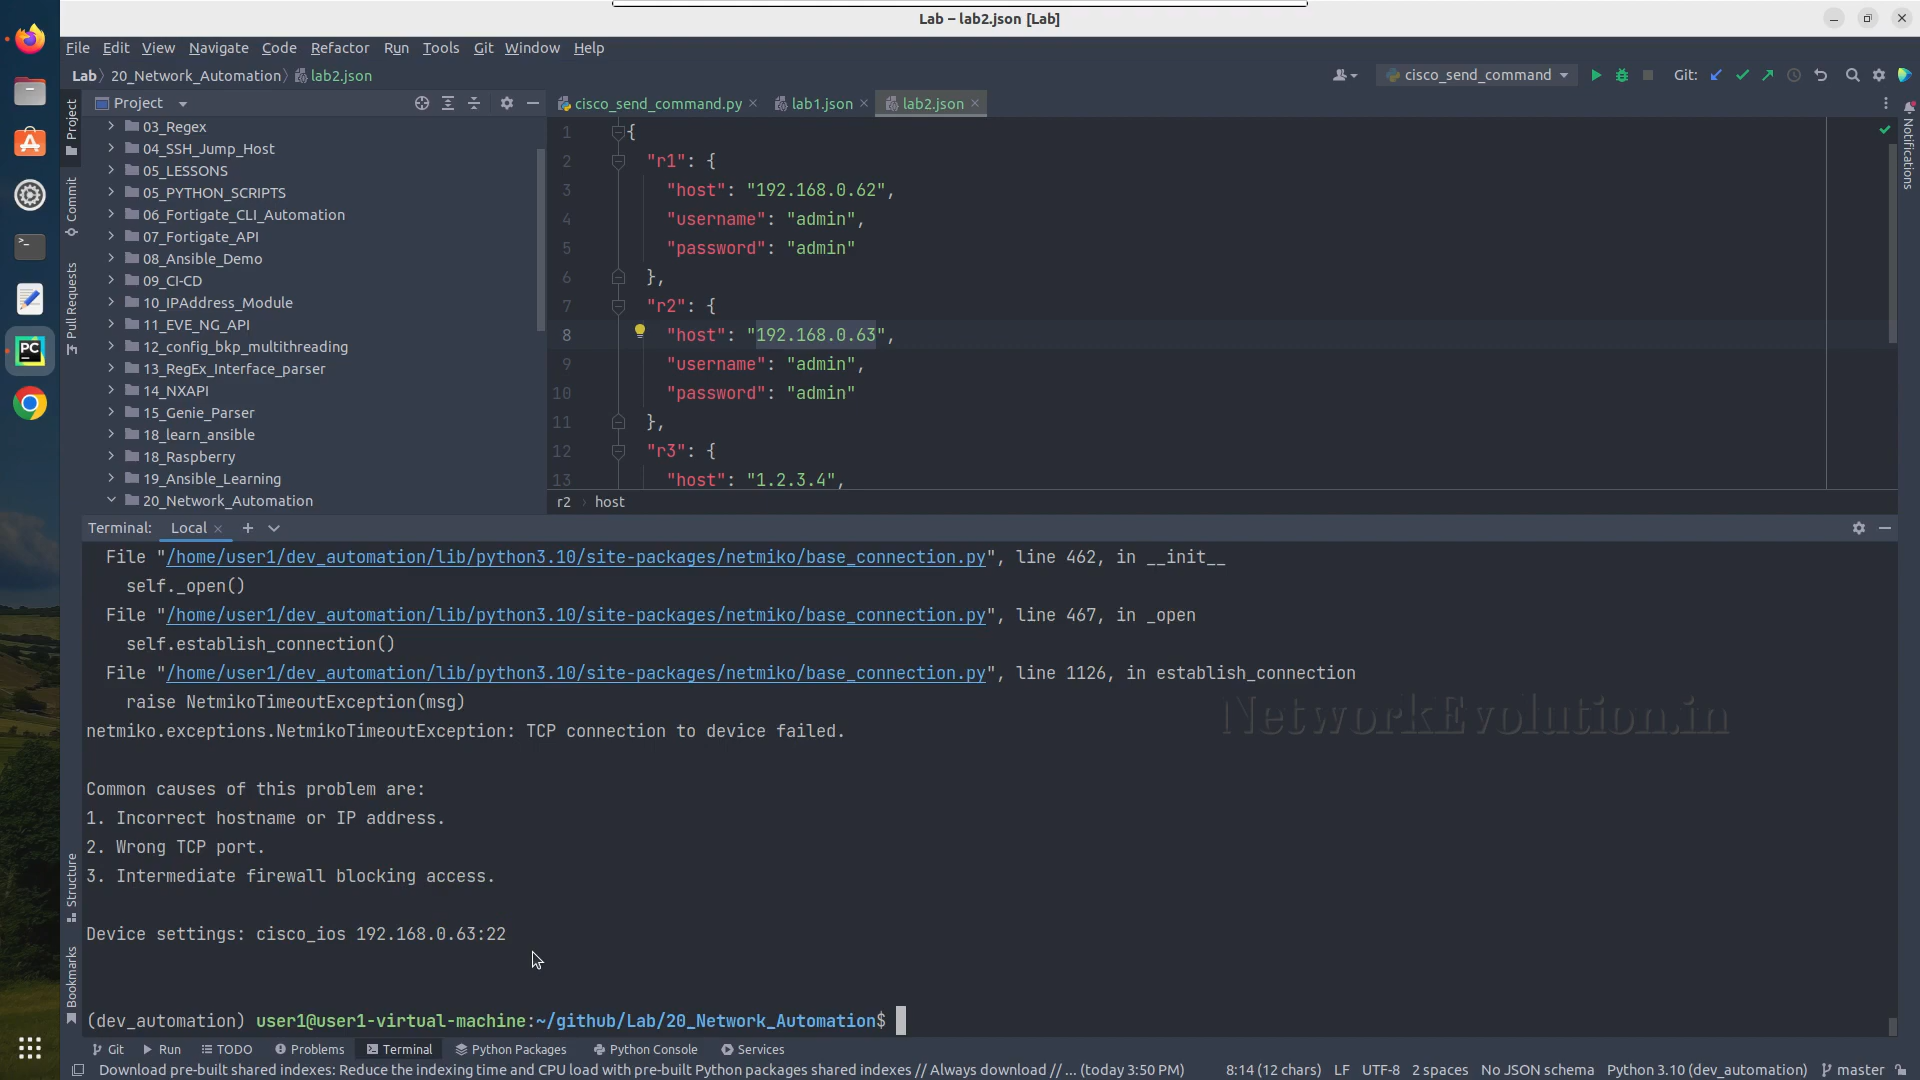 Lab – lab2.json [Lab]
File Edit View Navigate Code Refactor Run Tools Git Window Help
Lab 20_Network_Automation lab2.json
cisco_send_command
Git:
Project
cisco_send_command.py
lab1.json
lab2.json
Project
Commit
Pull Requests
Structure
Bookmarks
Notifications
03_Regex
04_SSH_Jump_Host
05_LESSONS
05_PYTHON_SCRIPTS
06_Fortigate_CLI_Automation
07_Fortigate_API
08_Ansible_Demo
09_CI-CD
10_IPAddress_Module
11_EVE_NG_API
12_config_bkp_multithreading
13_RegEx_Interface_parser
14_NXAPI
15_Genie_Parser
18_learn_ansible
18_Raspberry
19_Ansible_Learning
20_Network_Automation
1 {
2 "r1": {
3 "host": "192.168.0.62",
4 "username": "admin",
5 "password": "admin"
6 },
7 "r2": {
8 "host": "192.168.0.63",
9 "username": "admin",
10 "password": "admin"
11 },
12 "r3": {
13 "host": "1.2.3.4",
r2 › host
Terminal: Local
File "/home/user1/dev_automation/lib/python3.10/site-packages/netmiko/base_connection.py", line 462, in __init__
self._open()
File "/home/user1/dev_automation/lib/python3.10/site-packages/netmiko/base_connection.py", line 467, in _open
self.establish_connection()
File "/home/user1/dev_automation/lib/python3.10/site-packages/netmiko/base_connection.py", line 1126, in establish_connection
raise NetmikoTimeoutException(msg)
netmiko.exceptions.NetmikoTimeoutException: TCP connection to device failed.
NetworkEvolution.in
Common causes of this problem are:
1. Incorrect hostname or IP address.
2. Wrong TCP port.
3. Intermediate firewall blocking access.
Device settings: cisco_ios 192.168.0.63:22
(dev_automation) user1@user1-virtual-machine:~/github/Lab/20_Network_Automation$
Git Run TODO Problems Terminal Python Packages Python Console Services
Download pre-built shared indexes: Reduce the indexing time and CPU load with pre-built Python packages shared indexes // Always download // ... (today 3:50 PM) 8:14 (12 chars) LF UTF-8 2 spaces No JSON schema Python 3.10 (dev_automation) master